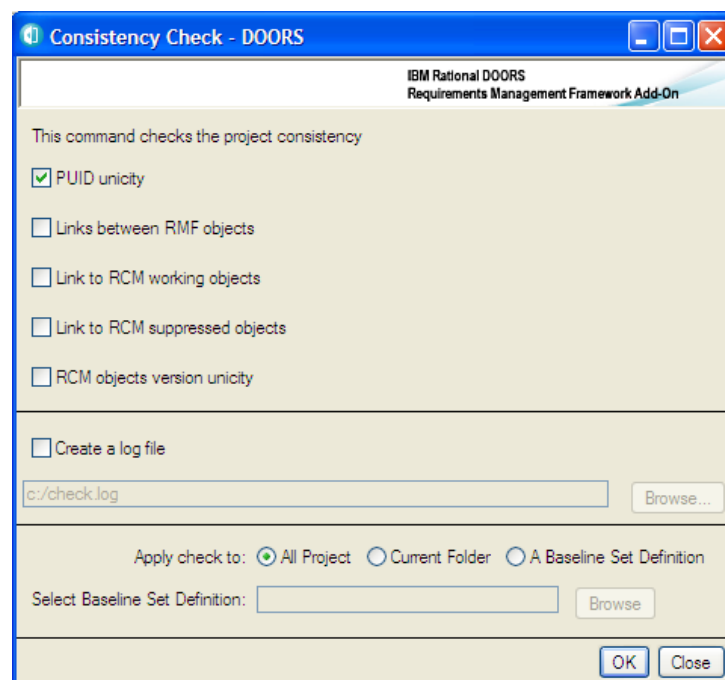 Consistency Check - DOORS
IBM Rational DOORS
Requirements Management Framework Add-On
This command checks the project consistency
PUID unicity
Links between RMF objects
Link to RCM working objects
Link to RCM suppressed objects
RCM objects version unicity
Create a log file
c:/check.log Browse...
Apply check to: All Project Current Folder A Baseline Set Definition
Select Baseline Set Definition: Browse
OK Close